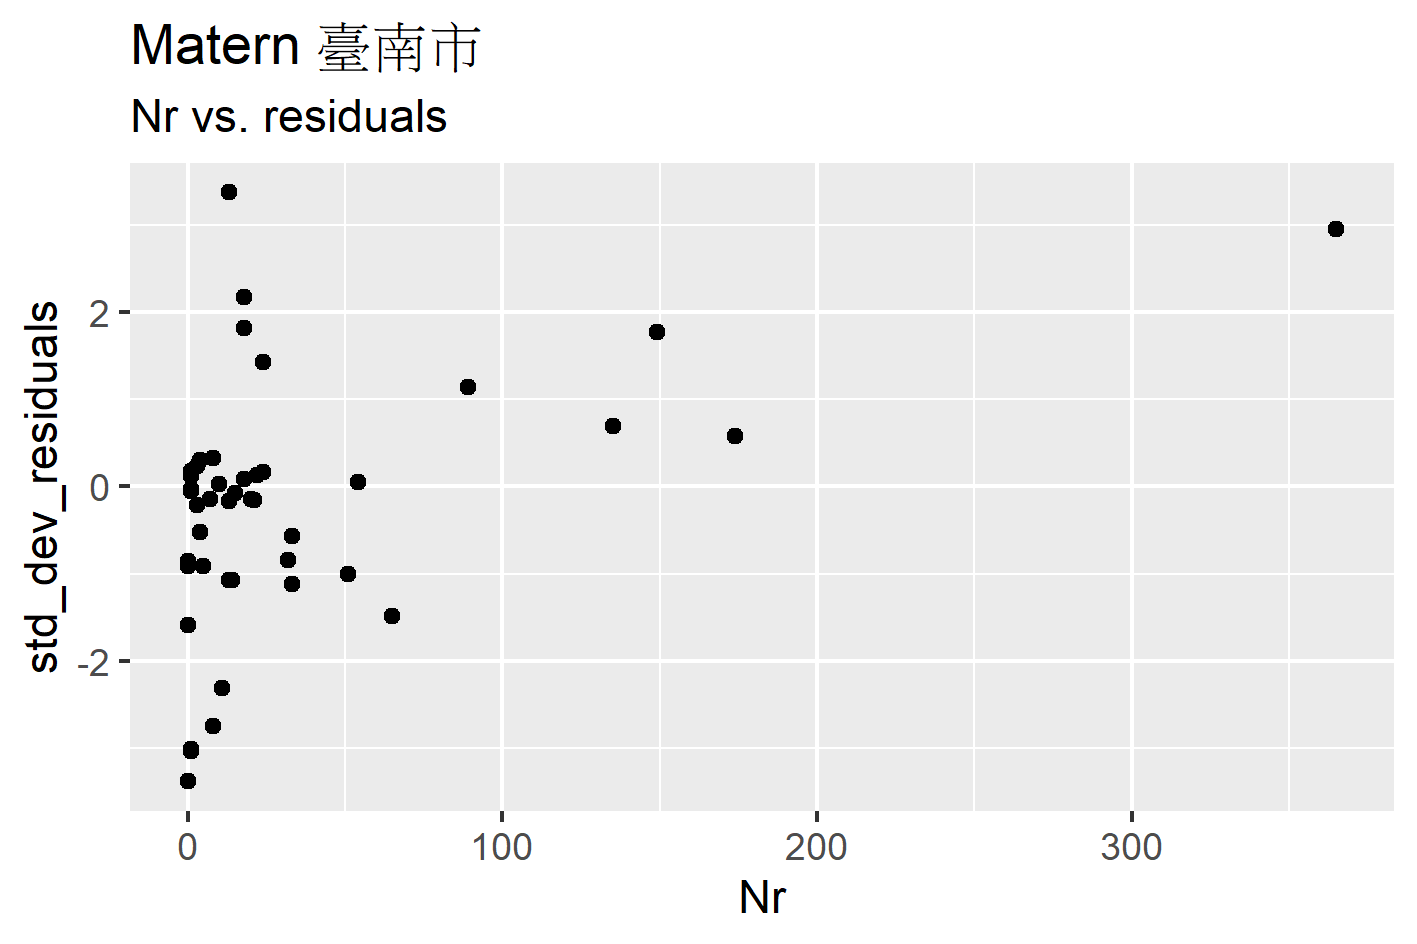 Matern 臺南市
Nr vs. residuals
std_dev_residuals
2
0
-2
0
100
200
300
Nr